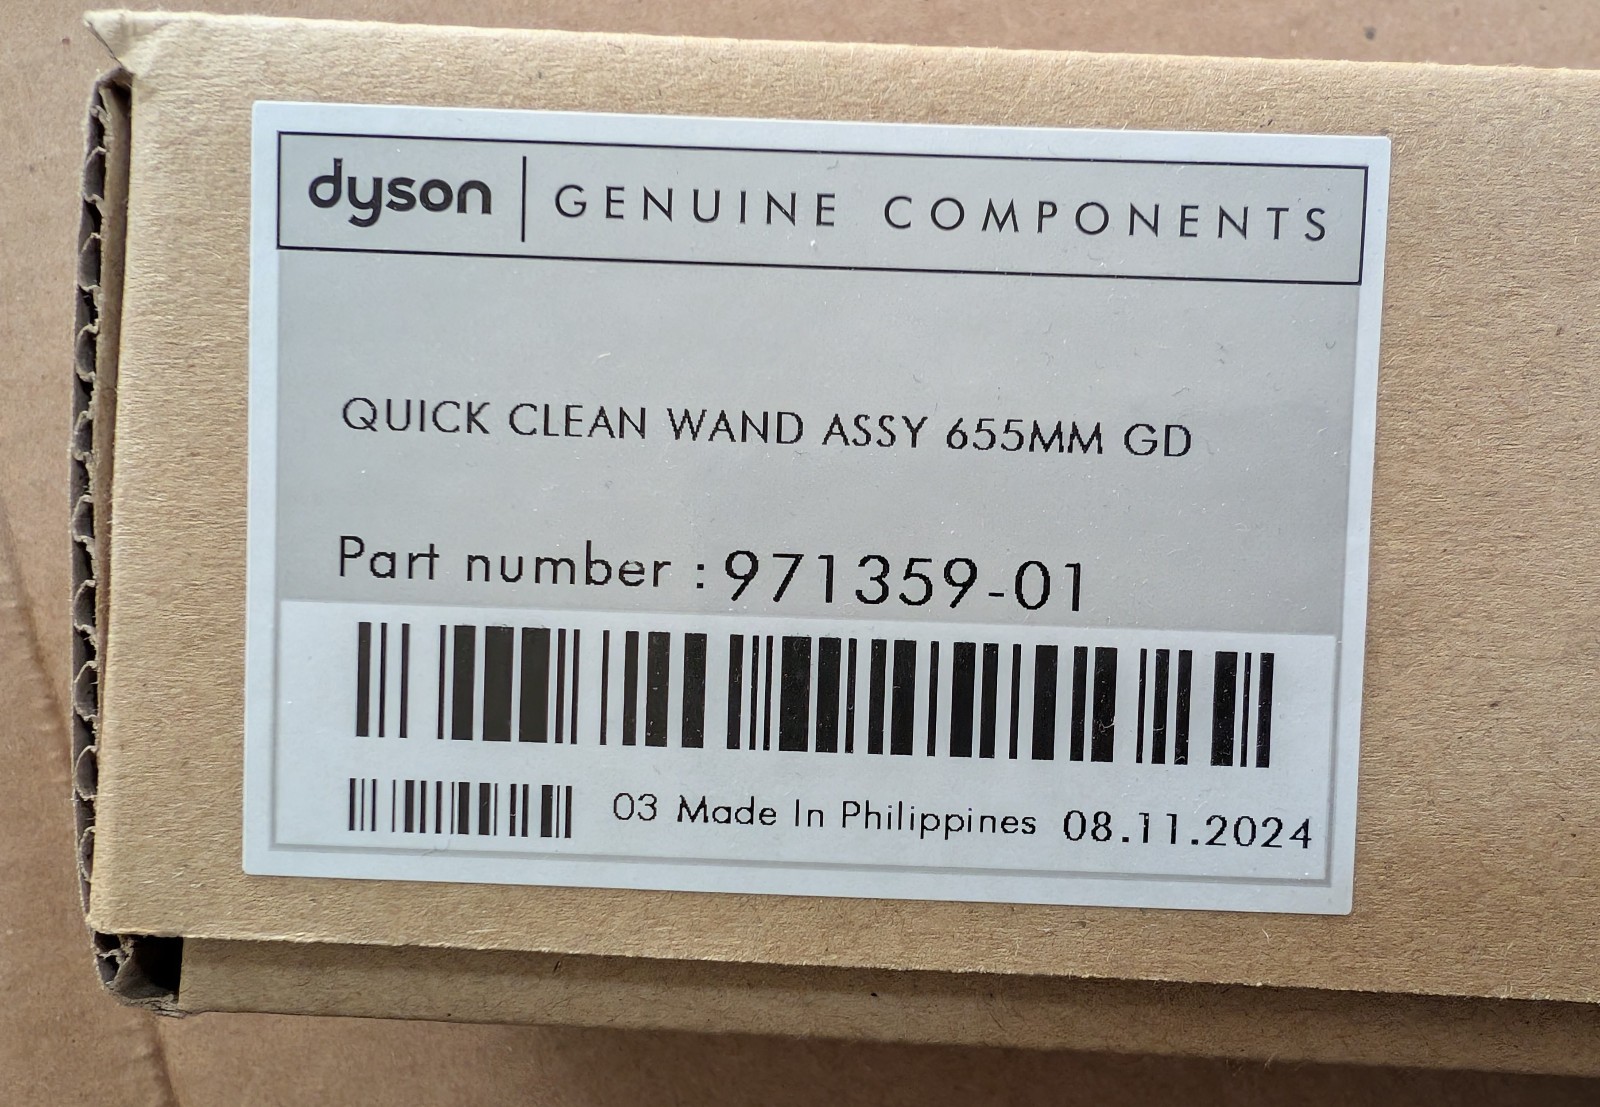 dyson GENUINE COMPONENTS
QUICK CLEAN WAND ASSY 655MM GD
Part number : 971359-01
03 Made In Philippines 08.11.2024